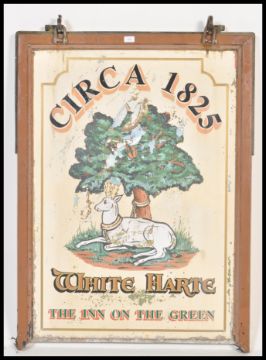 CIRCA 1825
WHITE HARTE
THE INN ON THE GREEN